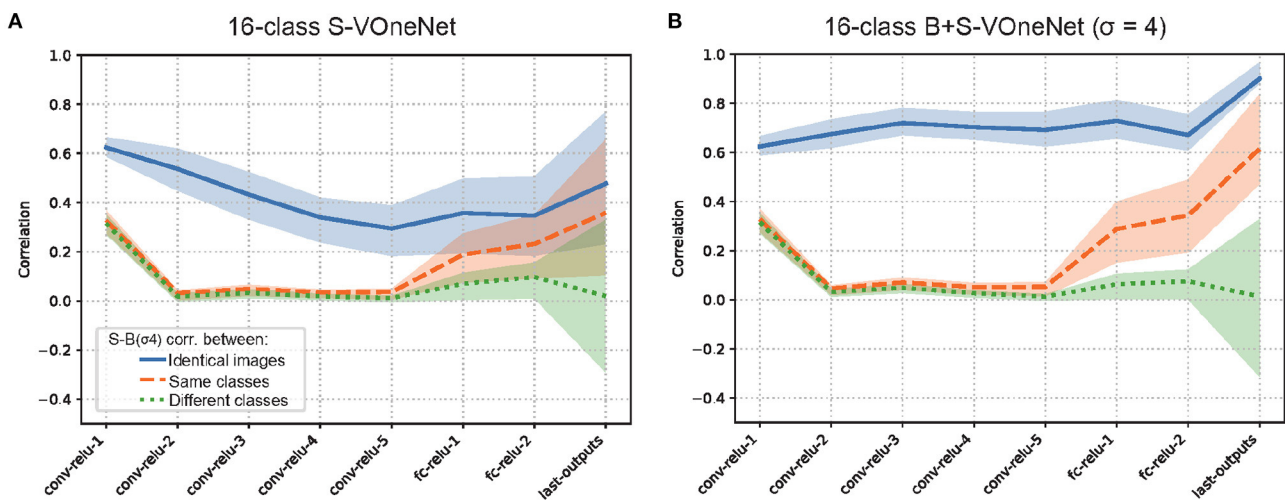 A
16-class S-VOneNet
1.0
0.8
0.6
0.4
0.2
0.0
−0.2
−0.4
Correlation
S-B(σ4) corr. between:
Identical images
Same classes
Different classes
conv-relu-1
conv-relu-2
conv-relu-3
conv-relu-4
conv-relu-5
fc-relu-1
fc-relu-2
last-outputs
B
16-class B+S-VOneNet (σ = 4)
1.0
0.8
0.6
0.4
0.2
0.0
−0.2
−0.4
Correlation
conv-relu-1
conv-relu-2
conv-relu-3
conv-relu-4
conv-relu-5
fc-relu-1
fc-relu-2
last-outputs